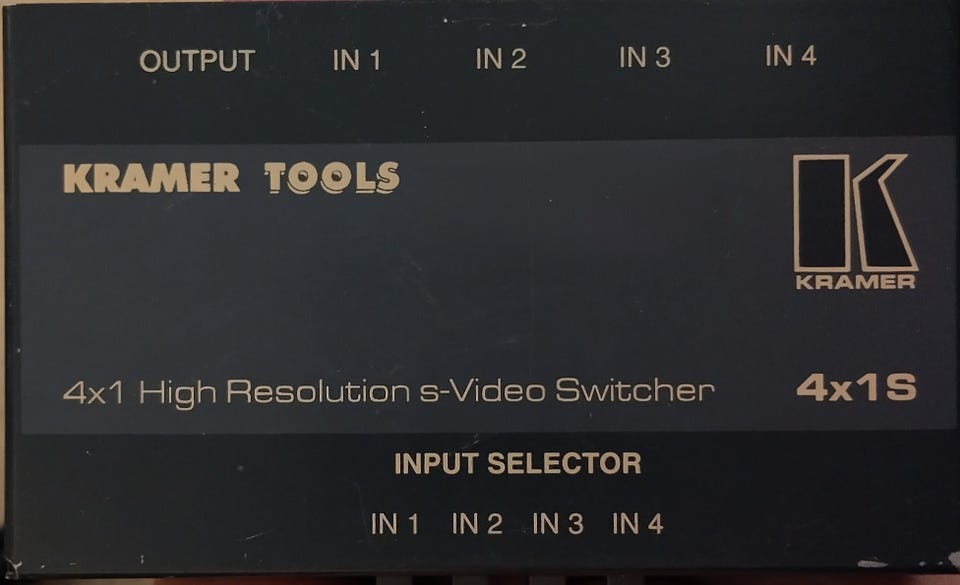 OUTPUT IN 1 IN 2 IN 3 IN 4
KRAMER TOOLS
KRAMER
4x1 High Resolution s-Video Switcher 4x1S
INPUT SELECTOR
IN 1 IN 2 IN 3 IN 4